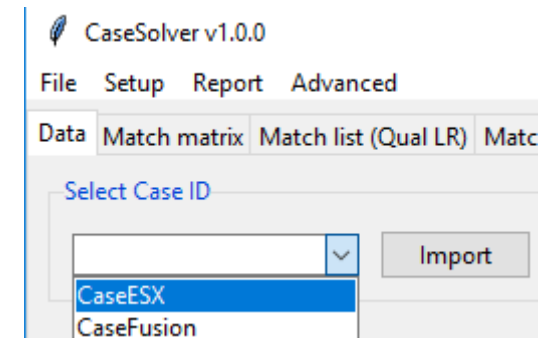 CaseSolver v1.0.0
File Setup Report Advanced
Data Match matrix Match list (Qual LR) Matc
Select Case ID
Import
CaseESX
CaseFusion